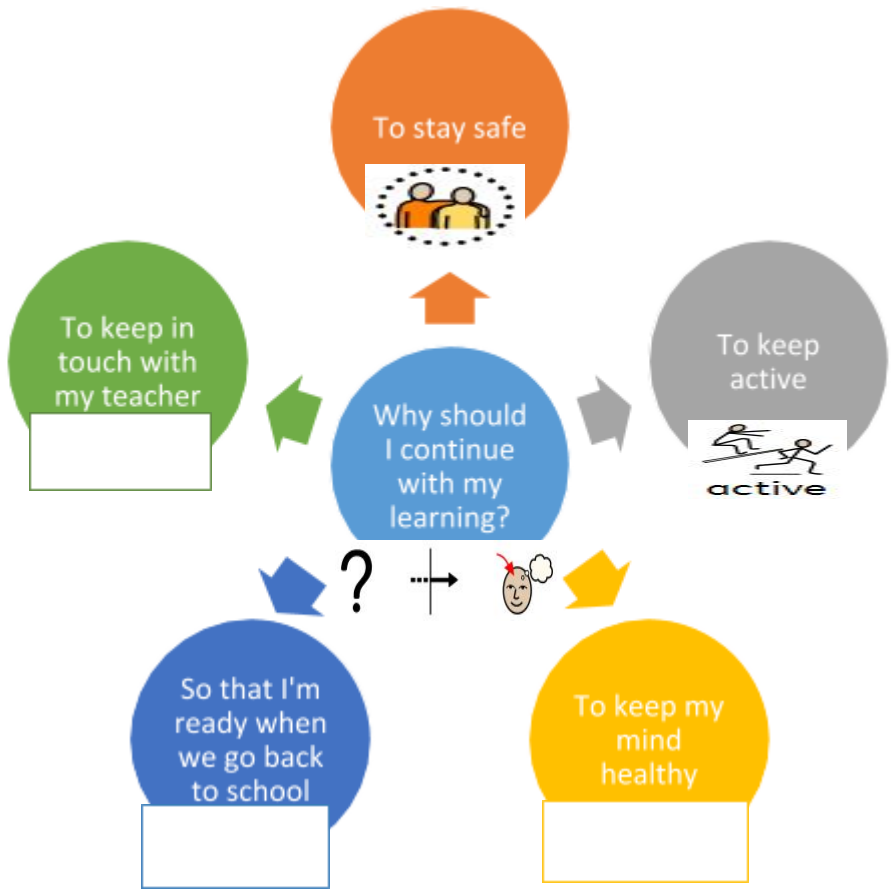 To stay safe
To keep in
touch with
my teacher
To keep
active
active
Why should
I continue
with my
learning?
?
So that I'm
ready when
we go back
to school
To keep my
mind
healthy